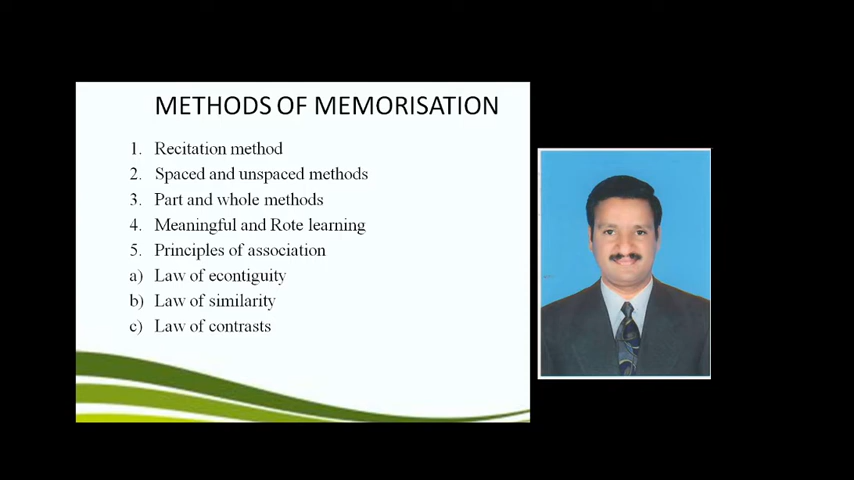 METHODS OF MEMORISATION
1. Recitation method
2. Spaced and unspaced methods
3. Part and whole methods
4. Meaningful and Rote learning
5. Principles of association
a) Law of econtiguity
b) Law of similarity
c) Law of contrasts